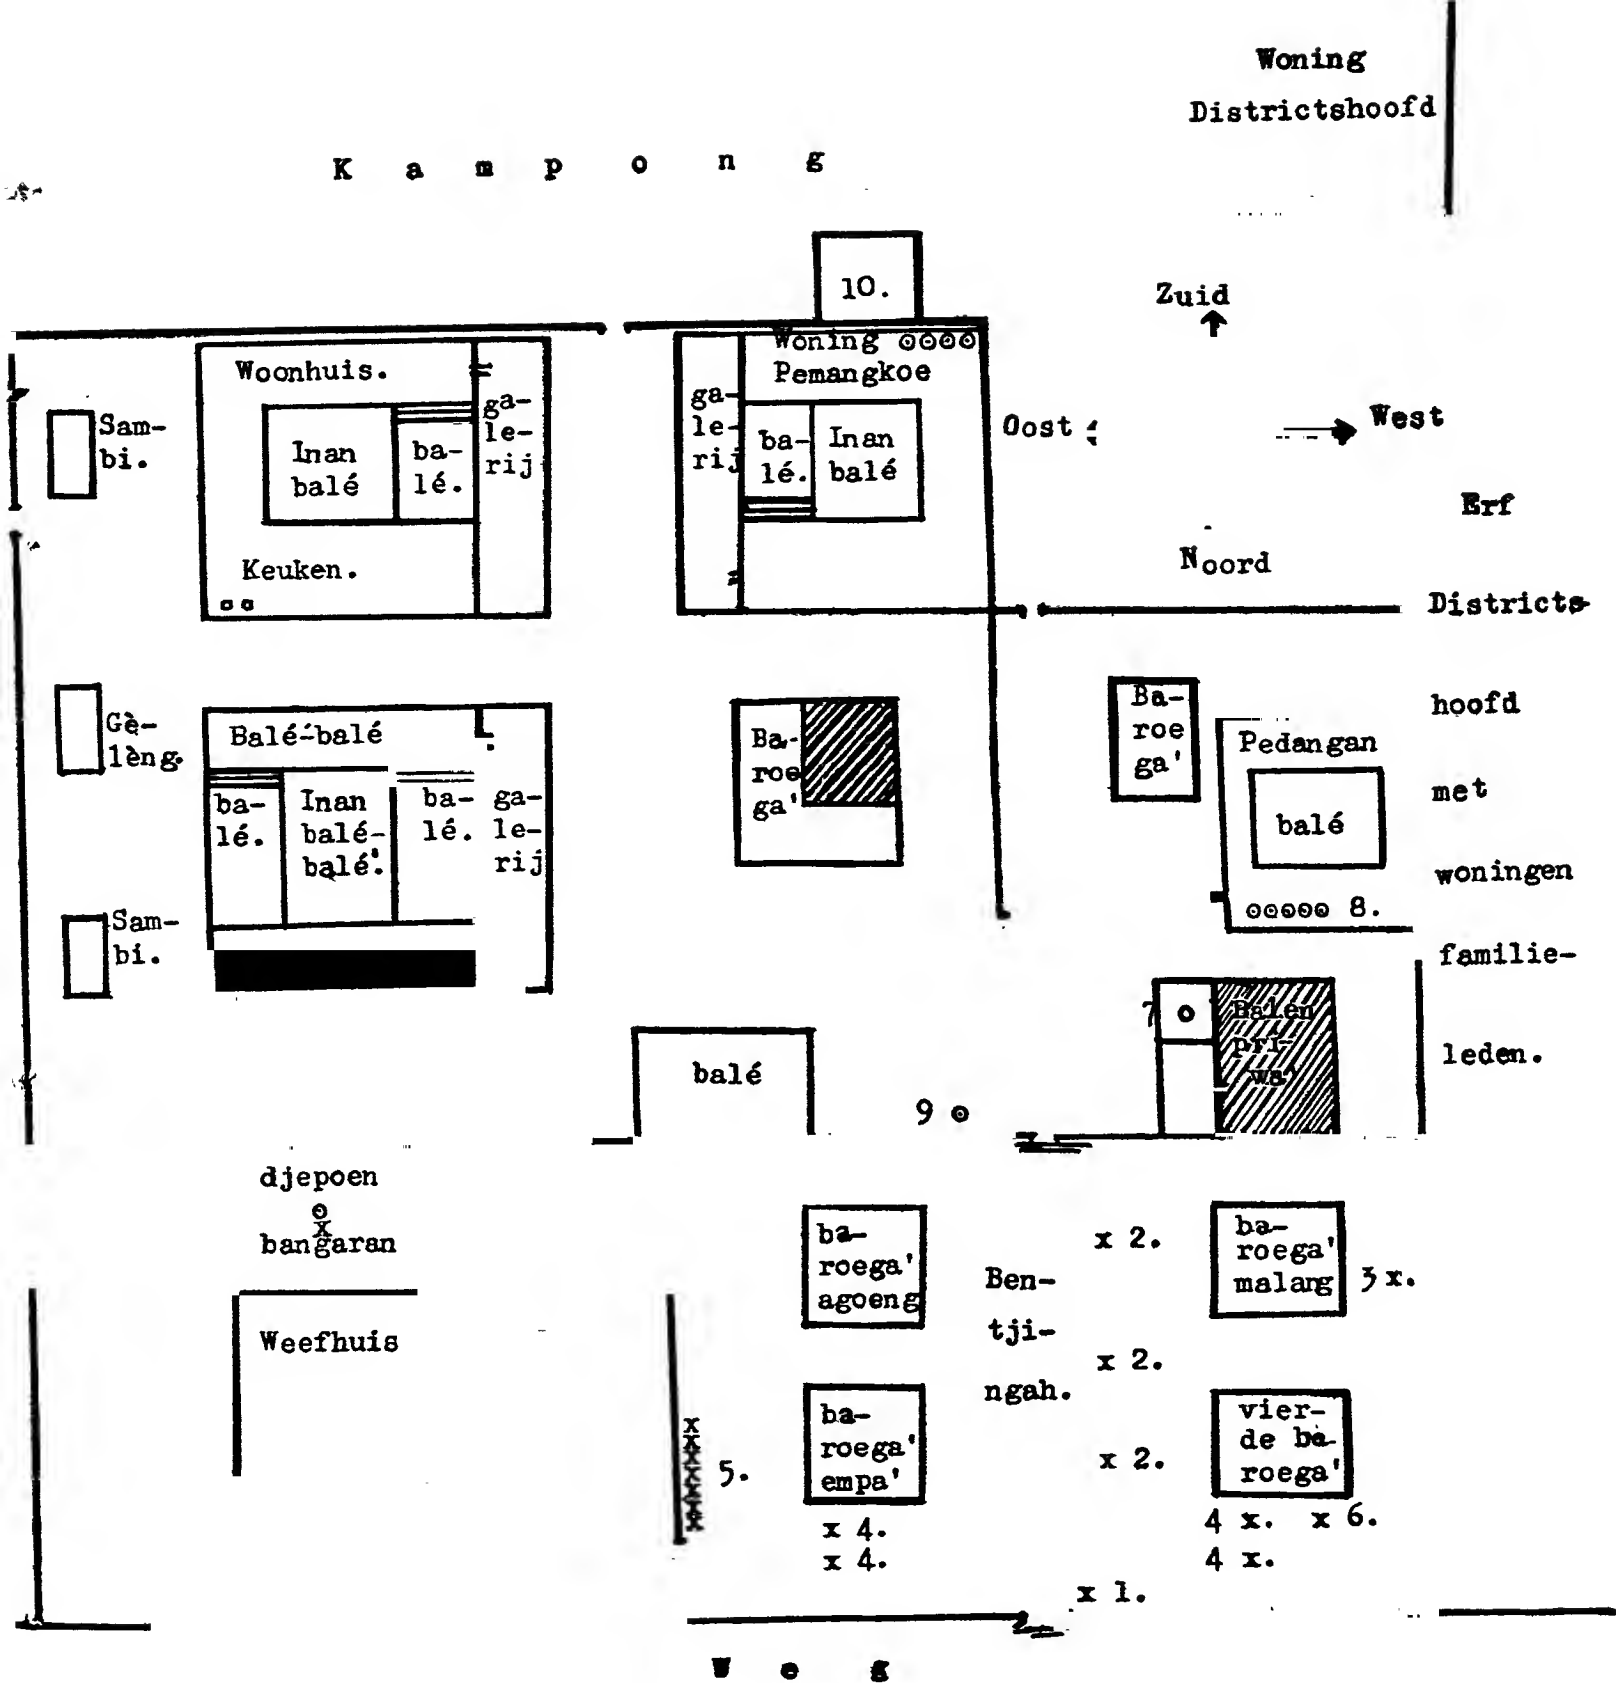 Woning
Districtshoofd
K a m p o n g
10.
Zuid
Oost
West
Noord
Woning
Pemangkoe
ga-
le-
rij
ba-
lé.
Inan
balé
Woonhuis.
Inan
balé
ba-
lé.
ga-
le-
rij
Keuken.
Sam-
bi.
Gè-
lèng.
Sam-
bi.
Balé-balé
ba-
lé.
Inan
balé-
balé.
ba-
lé.
ga-
le-
rij
Ba-
roe
ga'
Ba-
roe
ga'
Pedangan
balé
8.
Erf
Districts-
hoofd
met
woningen
familie-
leden.
7
Balen
pri-
wa'
balé
9
djepoen
x
bangaran
Weefhuis
ba-
roega'
agoeng
Ben-
tji-
ngah.
x 2.
x 2.
x 2.
ba-
roega'
malang
3 x.
xxxxxxx
5.
ba-
roega'
empa'
x 4.
x 4.
vier-
de ba-
roega'
4 x. x 6.
4 x.
x 1.
W e g